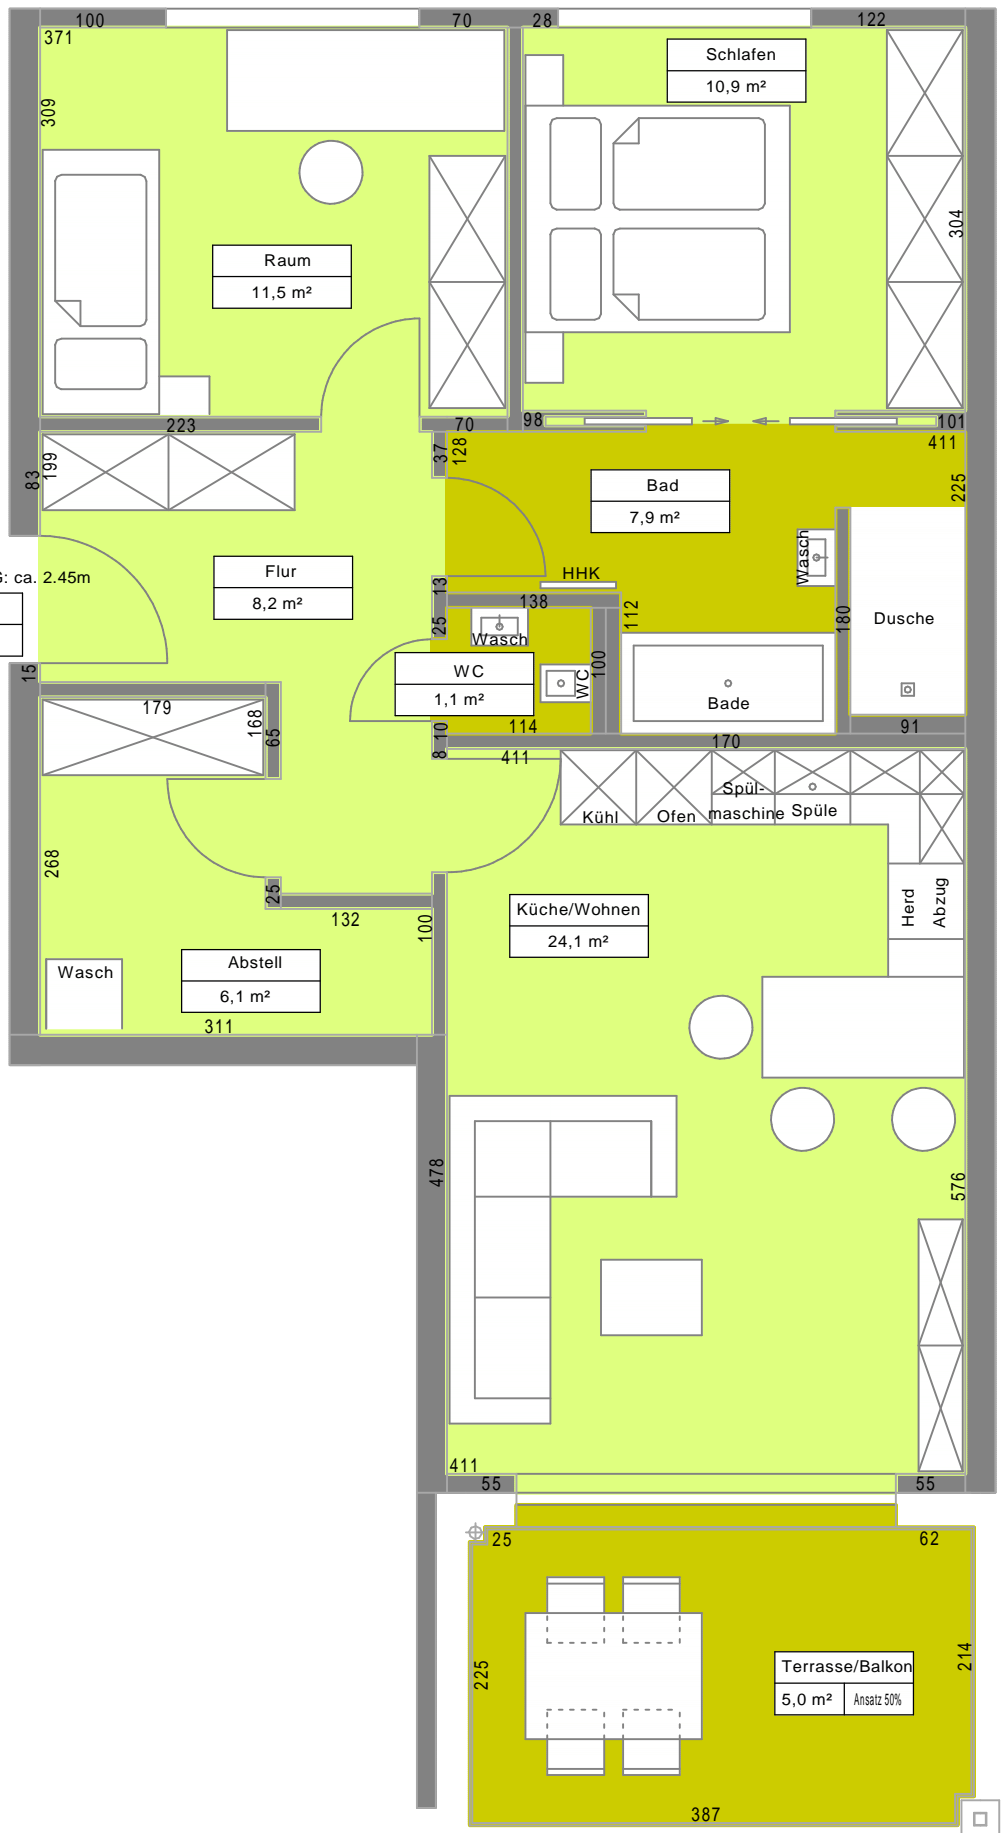 100
70
28
122
371
309
Schlafen
10,9 m²
304
Raum
11,5 m²
223
70
98
101
411
37
128
199
83
225
Bad
7,9 m²
Wasch
G: ca. 2.45m
Flur
8,2 m²
HHK
13
138
25
112
180
Wasch
Dusche
100
WC
WC
1,1 m²
15
179
168
65
Bade
114
10
8
170
91
411
Spül-
maschine
Spüle
Kühl
Ofen
268
25
132
100
Herd
Abzug
Küche/Wohnen
24,1 m²
Wasch
Abstell
6,1 m²
311
478
576
411
55
55
25
62
225
214
Terrasse/Balkon
5,0 m²
Ansatz 50%
387